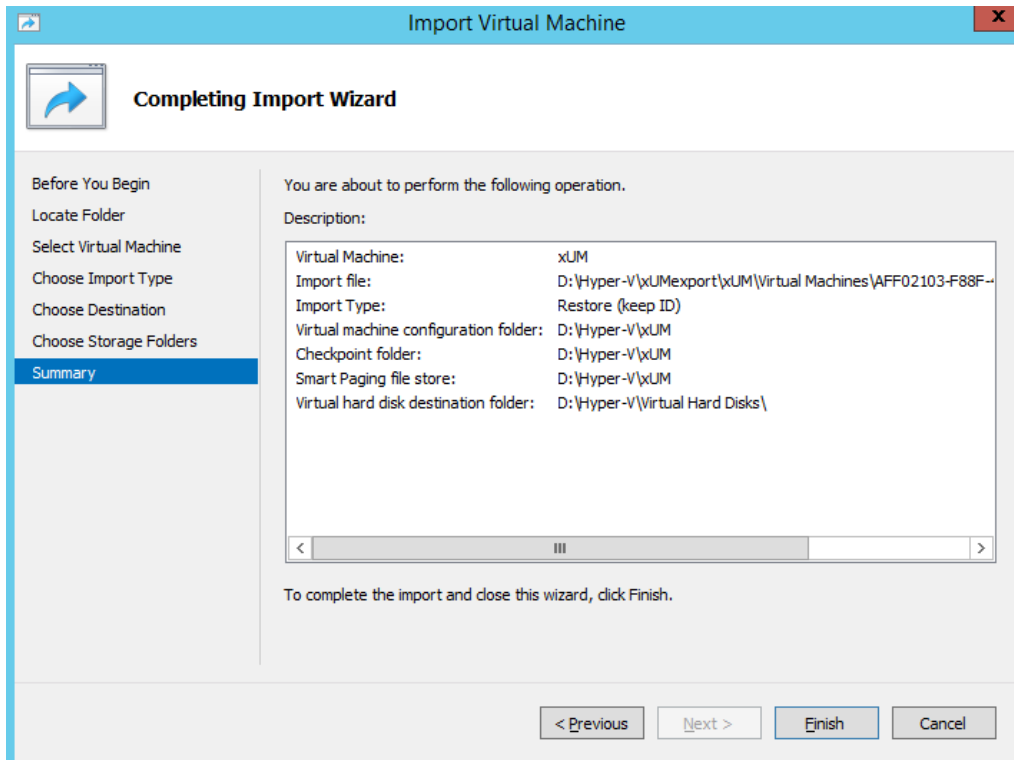 Import Virtual Machine
x
Completing Import Wizard
Before You Begin
Locate Folder
Select Virtual Machine
Choose Import Type
Choose Destination
Choose Storage Folders
Summary
You are about to perform the following operation.
Description:
Virtual Machine: xUM
Import file: D:\Hyper-V\xUMexport\xUM\Virtual Machines\AFF02103-F88F-
Import Type: Restore (keep ID)
Virtual machine configuration folder: D:\Hyper-V\xUM
Checkpoint folder: D:\Hyper-V\xUM
Smart Paging file store: D:\Hyper-V\xUM
Virtual hard disk destination folder: D:\Hyper-V\Virtual Hard Disks\
To complete the import and close this wizard, click Finish.
< Previous
Next >
Finish
Cancel